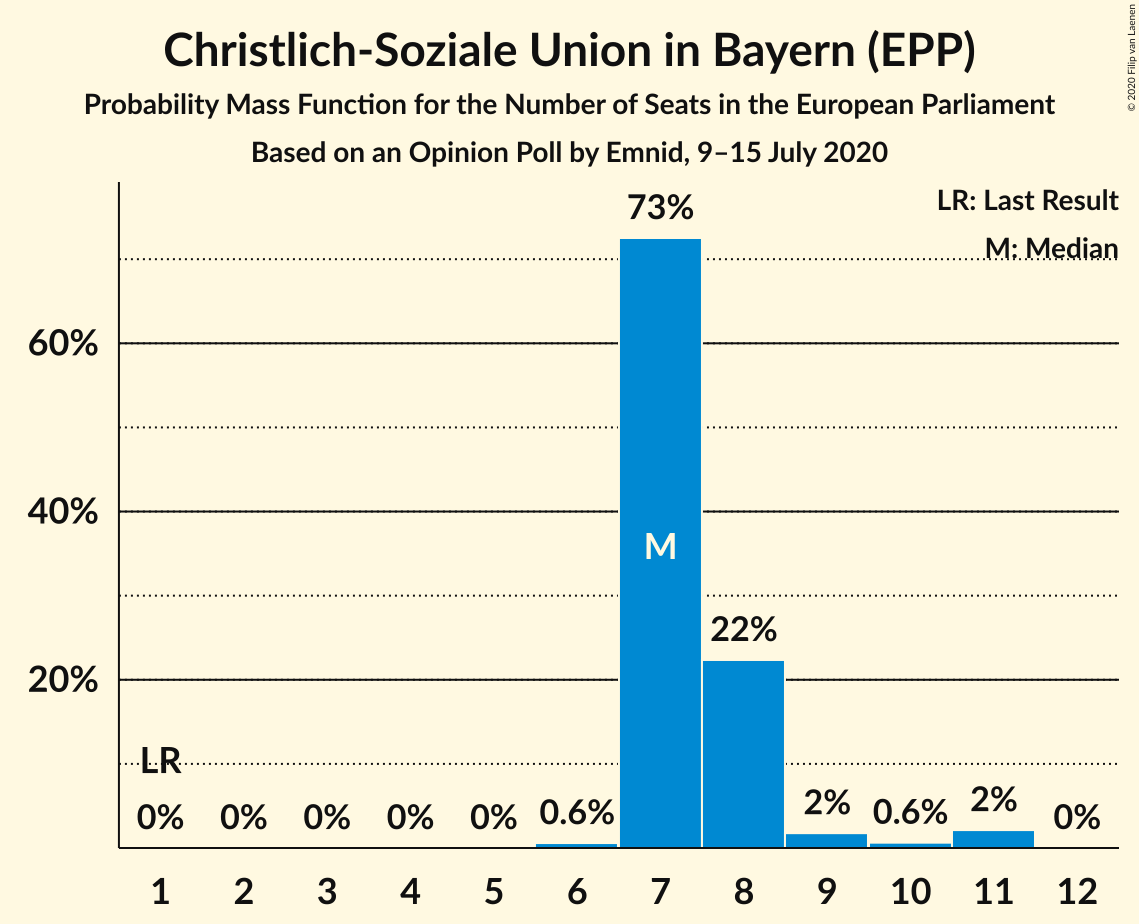 Christlich-Soziale Union in Bayern (EPP)
Probability Mass Function for the Number of Seats in the European Parliament
Based on an Opinion Poll by Emnid, 9–15 July 2020
© 2020 Filip van Laenen
LR: Last Result
M: Median
73%
60%
40%
M
22%
20%
LR
0% 0% 0% 0% 0% 0.6% 2% 0.6% 2% 0%
1 2 3 4 5 6 7 8 9 10 11 12